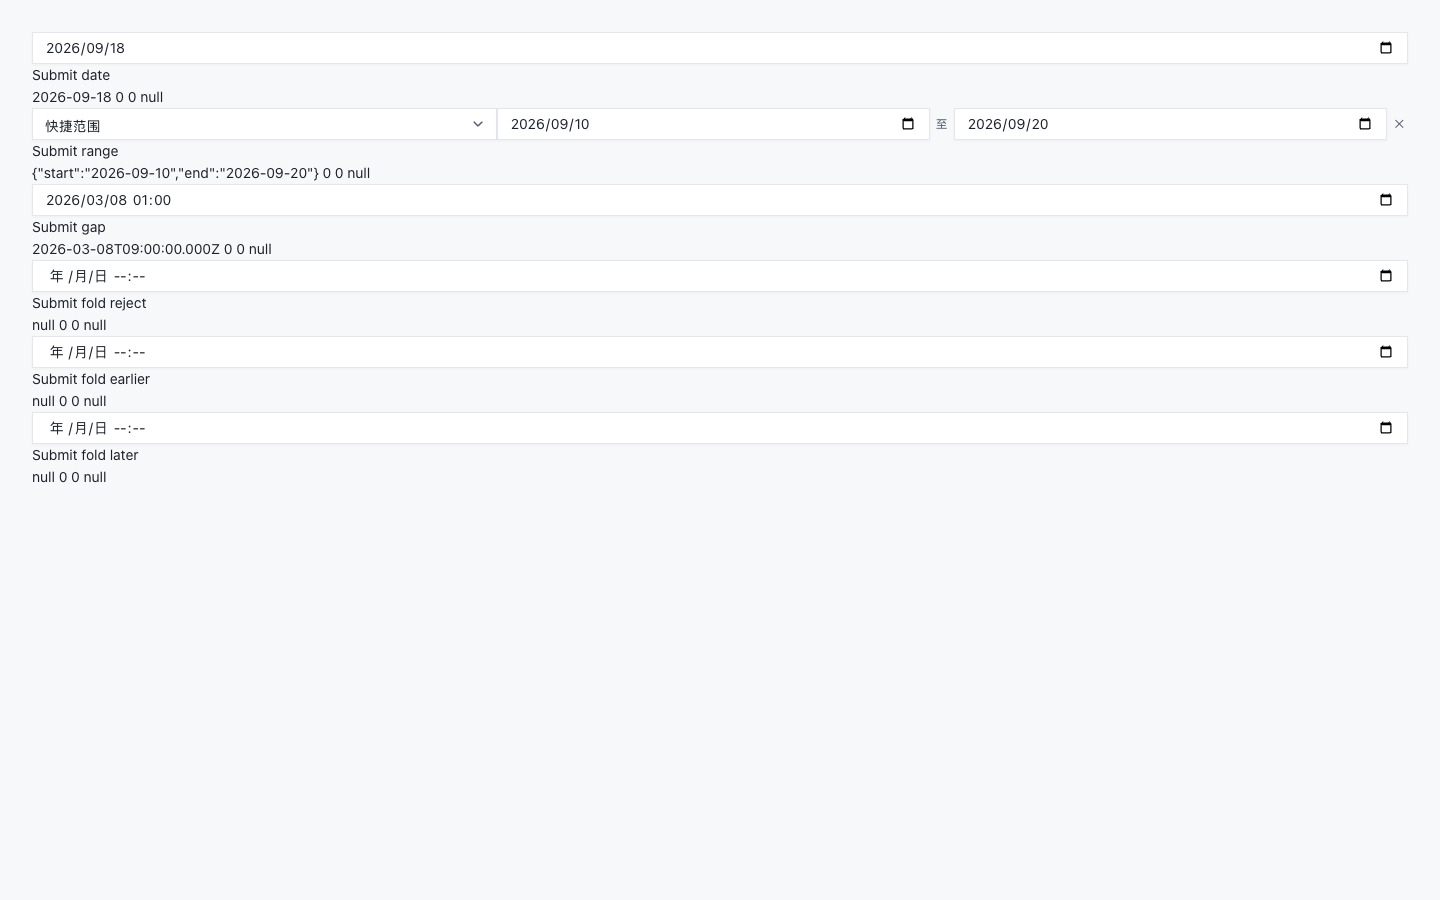 2026/09/18
Submit date
2026-09-18 0 0 null
快捷范围 2026/09/10 至 2026/09/20 ×
Submit range
{"start":"2026-09-10","end":"2026-09-20"} 0 0 null
2026/03/08 01:00
Submit gap
2026-03-08T09:00:00.000Z 0 0 null
年 /月/日 --:--
Submit fold reject
null 0 0 null
年 /月/日 --:--
Submit fold earlier
null 0 0 null
年 /月/日 --:--
Submit fold later
null 0 0 null